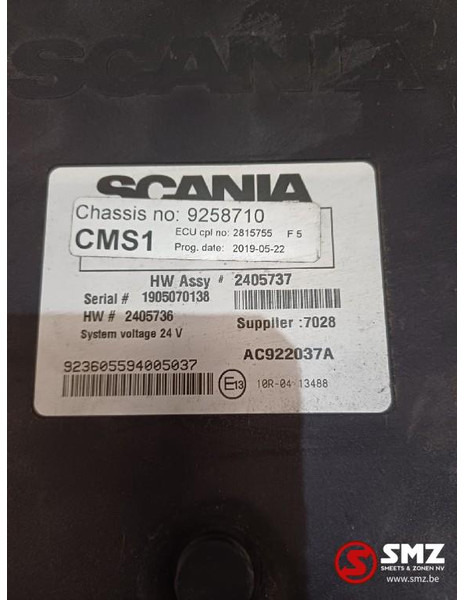 SCANIA
SCANIA
Chassis no: 9258710
CMS1 ECU cpl no: 2815755 F 5
Prog. date: 2019-05-22
HW Assy # 2405737
Serial # 1905070138
HW # 2405736 Supplier :7028
System voltage 24 V
AC922037A
923605594005037
E13 10R-04 13488
SMZ
SHEETS & ZONEN NV
www.smz.be